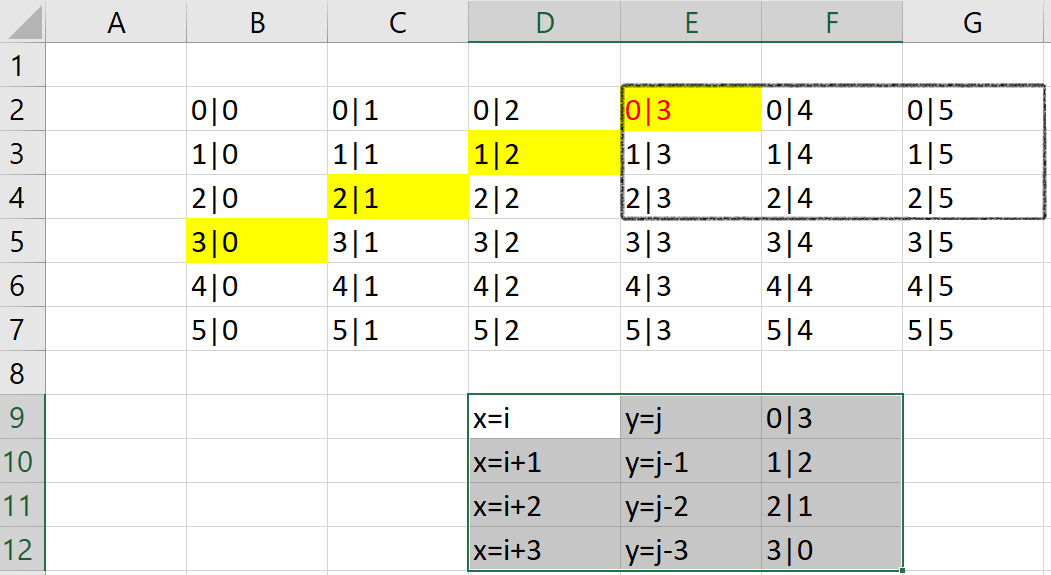 A B C D E F G
1
2 0|0 0|1 0|2 0|3 0|4 0|5
3 1|0 1|1 1|2 1|3 1|4 1|5
4 2|0 2|1 2|2 2|3 2|4 2|5
5 3|0 3|1 3|2 3|3 3|4 3|5
6 4|0 4|1 4|2 4|3 4|4 4|5
7 5|0 5|1 5|2 5|3 5|4 5|5
8
9 x=i y=j 0|3
10 x=i+1 y=j-1 1|2
11 x=i+2 y=j-2 2|1
12 x=i+3 y=j-3 3|0